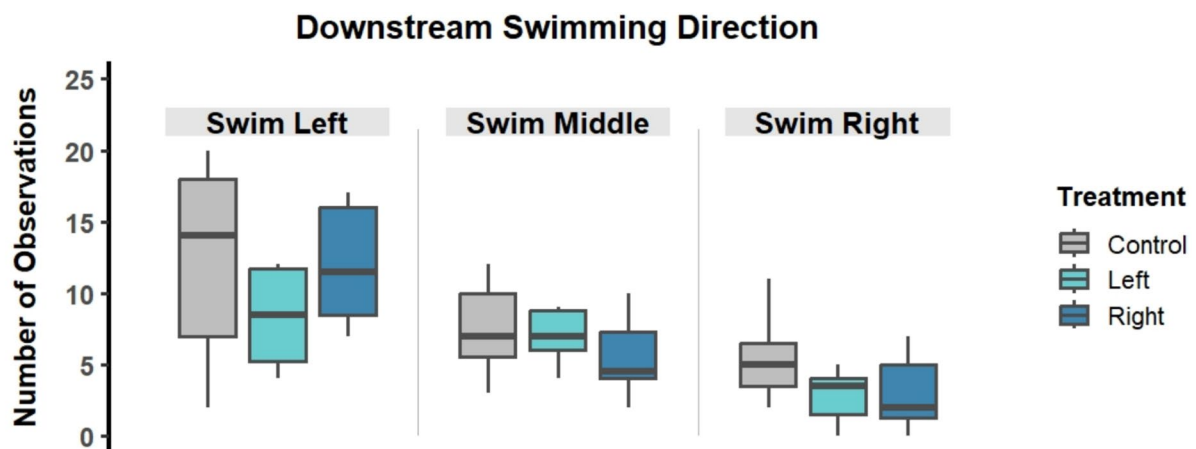 Downstream Swimming Direction
Number of Observations
25
20
15
10
5
0
Swim Left
Swim Middle
Swim Right
Treatment
Control
Left
Right